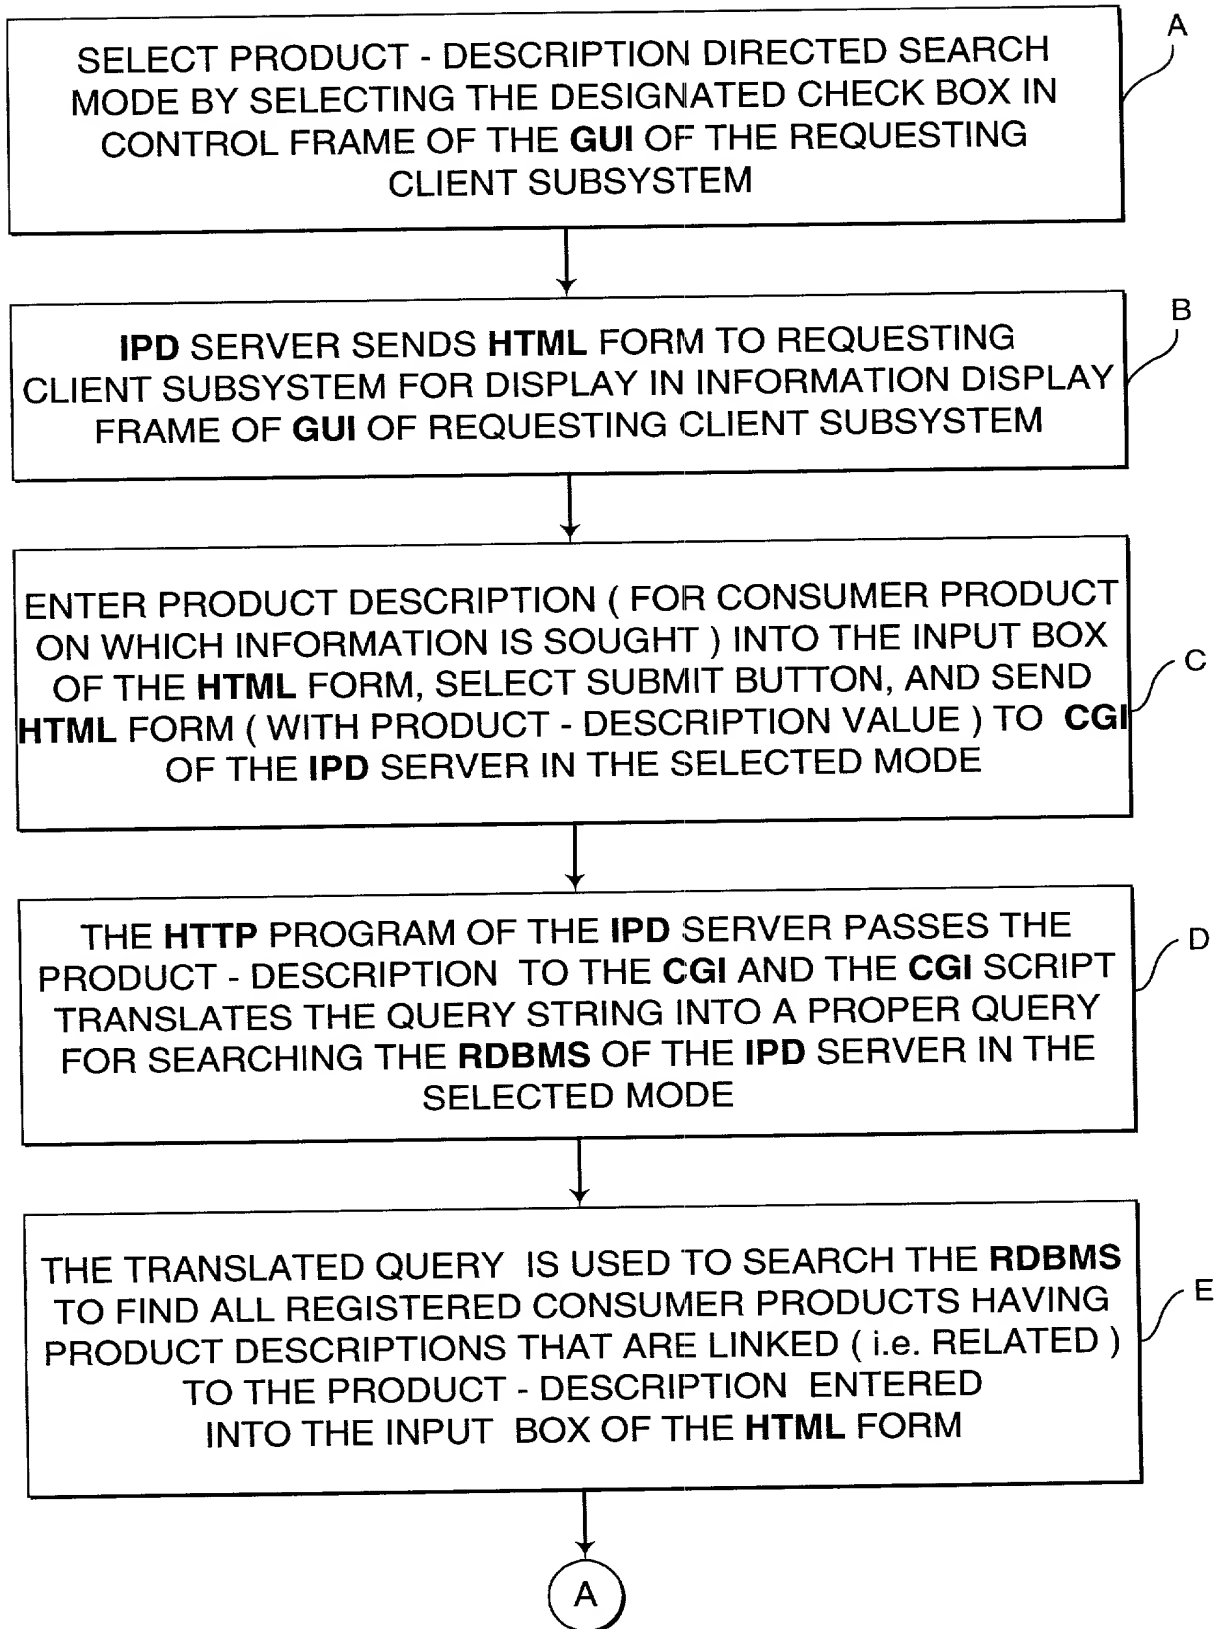 A
SELECT PRODUCT - DESCRIPTION DIRECTED SEARCH
MODE BY SELECTING THE DESIGNATED CHECK BOX IN
CONTROL FRAME OF THE GUI OF THE REQUESTING
CLIENT SUBSYSTEM
B
IPD SERVER SENDS HTML FORM TO REQUESTING
CLIENT SUBSYSTEM FOR DISPLAY IN INFORMATION DISPLAY
FRAME OF GUI OF REQUESTING CLIENT SUBSYSTEM
ENTER PRODUCT DESCRIPTION ( FOR CONSUMER PRODUCT
ON WHICH INFORMATION IS SOUGHT ) INTO THE INPUT BOX
OF THE HTML FORM, SELECT SUBMIT BUTTON, AND SEND
HTML FORM ( WITH PRODUCT - DESCRIPTION VALUE ) TO CGI
OF THE IPD SERVER IN THE SELECTED MODE
C
THE HTTP PROGRAM OF THE IPD SERVER PASSES THE
PRODUCT - DESCRIPTION TO THE CGI AND THE CGI SCRIPT
TRANSLATES THE QUERY STRING INTO A PROPER QUERY
FOR SEARCHING THE RDBMS OF THE IPD SERVER IN THE
SELECTED MODE
D
THE TRANSLATED QUERY IS USED TO SEARCH THE RDBMS
TO FIND ALL REGISTERED CONSUMER PRODUCTS HAVING
PRODUCT DESCRIPTIONS THAT ARE LINKED ( i.e. RELATED )
TO THE PRODUCT - DESCRIPTION ENTERED
INTO THE INPUT BOX OF THE HTML FORM
E
A